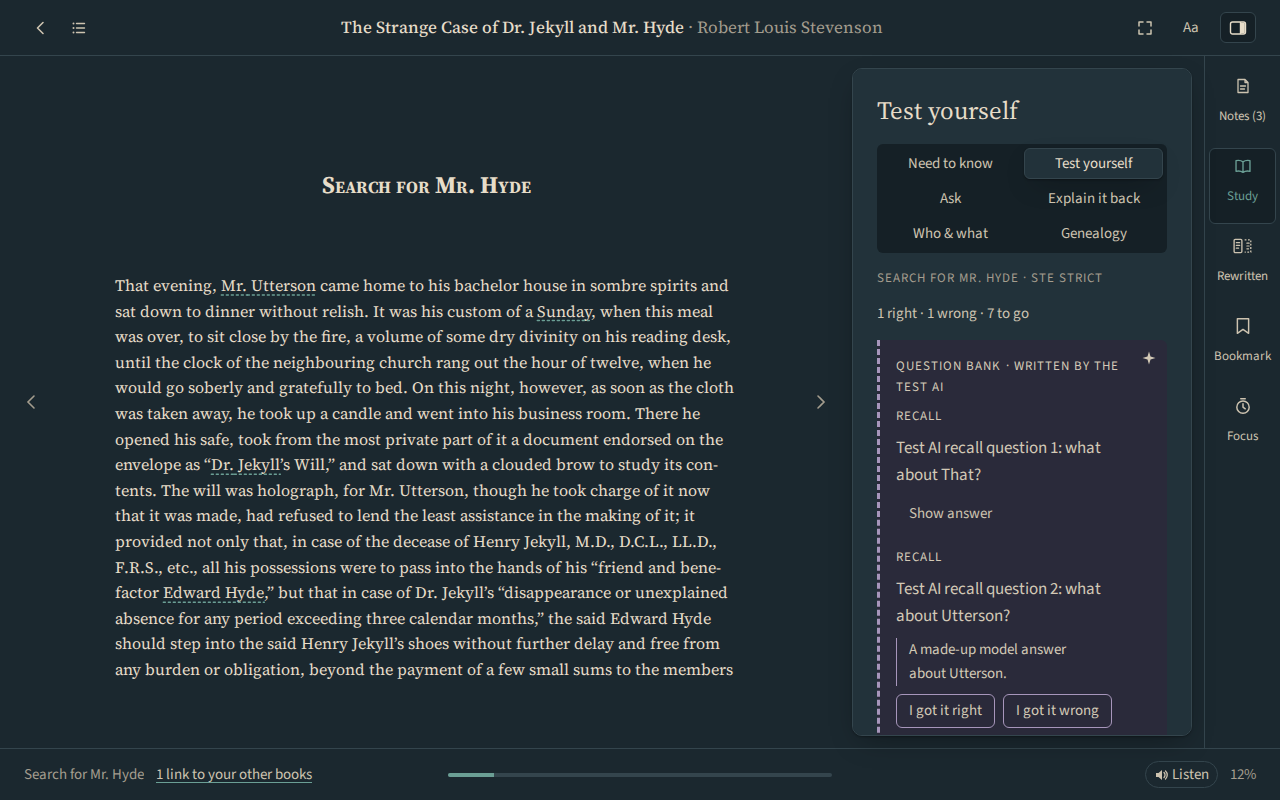 The Strange Case of Dr. Jekyll and Mr. Hyde · Robert Louis Stevenson
Aa
Search for Mr. Hyde
That evening, Mr. Utterson came home to his bachelor house in sombre spirits and
sat down to dinner without relish. It was his custom of a Sunday, when this meal
was over, to sit close by the fire, a volume of some dry divinity on his reading desk,
until the clock of the neighbouring church rang out the hour of twelve, when he
would go soberly and gratefully to bed. On this night, however, as soon as the cloth
was taken away, he took up a candle and went into his business room. There he
opened his safe, took from the most private part of it a document endorsed on the
envelope as “Dr. Jekyll’s Will,” and sat down with a clouded brow to study its con-
tents. The will was holograph, for Mr. Utterson, though he took charge of it now
that it was made, had refused to lend the least assistance in the making of it; it
provided not only that, in case of the decease of Henry Jekyll, M.D., D.C.L., LL.D.,
F.R.S., etc., all his possessions were to pass into the hands of his “friend and bene-
factor Edward Hyde,” but that in case of Dr. Jekyll’s “disappearance or unexplained
absence for any period exceeding three calendar months,” the said Edward Hyde
should step into the said Henry Jekyll’s shoes without further delay and free from
any burden or obligation, beyond the payment of a few small sums to the members
Test yourself
Need to know
Test yourself
Ask
Explain it back
Who & what
Genealogy
SEARCH FOR MR. HYDE · STE STRICT
1 right · 1 wrong · 7 to go
QUESTION BANK · WRITTEN BY THE
TEST AI
RECALL
Test AI recall question 1: what
about That?
Show answer
RECALL
Test AI recall question 2: what
about Utterson?
A made-up model answer
about Utterson.
I got it right
I got it wrong
Notes (3)
Study
Rewritten
Bookmark
Focus
Search for Mr. Hyde
1 link to your other books
Listen
12%